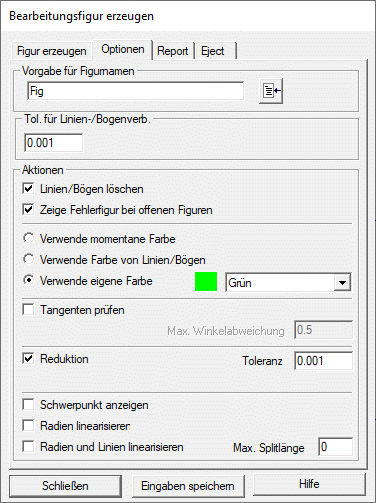 Bearbeitungsfigur erzeugen
Figur erzeugen Optionen Report Eject
Vorgabe für Figurnamen
Fig
Tol. für Linien-/Bogenverb.
0.001
Aktionen
Linien/Bögen löschen
Zeige Fehlerfigur bei offenen Figuren
Verwende momentane Farbe
Verwende Farbe von Linien/Bögen
Verwende eigene Farbe Grün
Tangenten prüfen
Max. Winkelabweichung 0.5
Reduktion Toleranz 0.001
Schwerpunkt anzeigen
Radien linearisieren
Radien und Linien linearisieren Max. Splitlänge 0
Schließen Eingaben speichern Hilfe